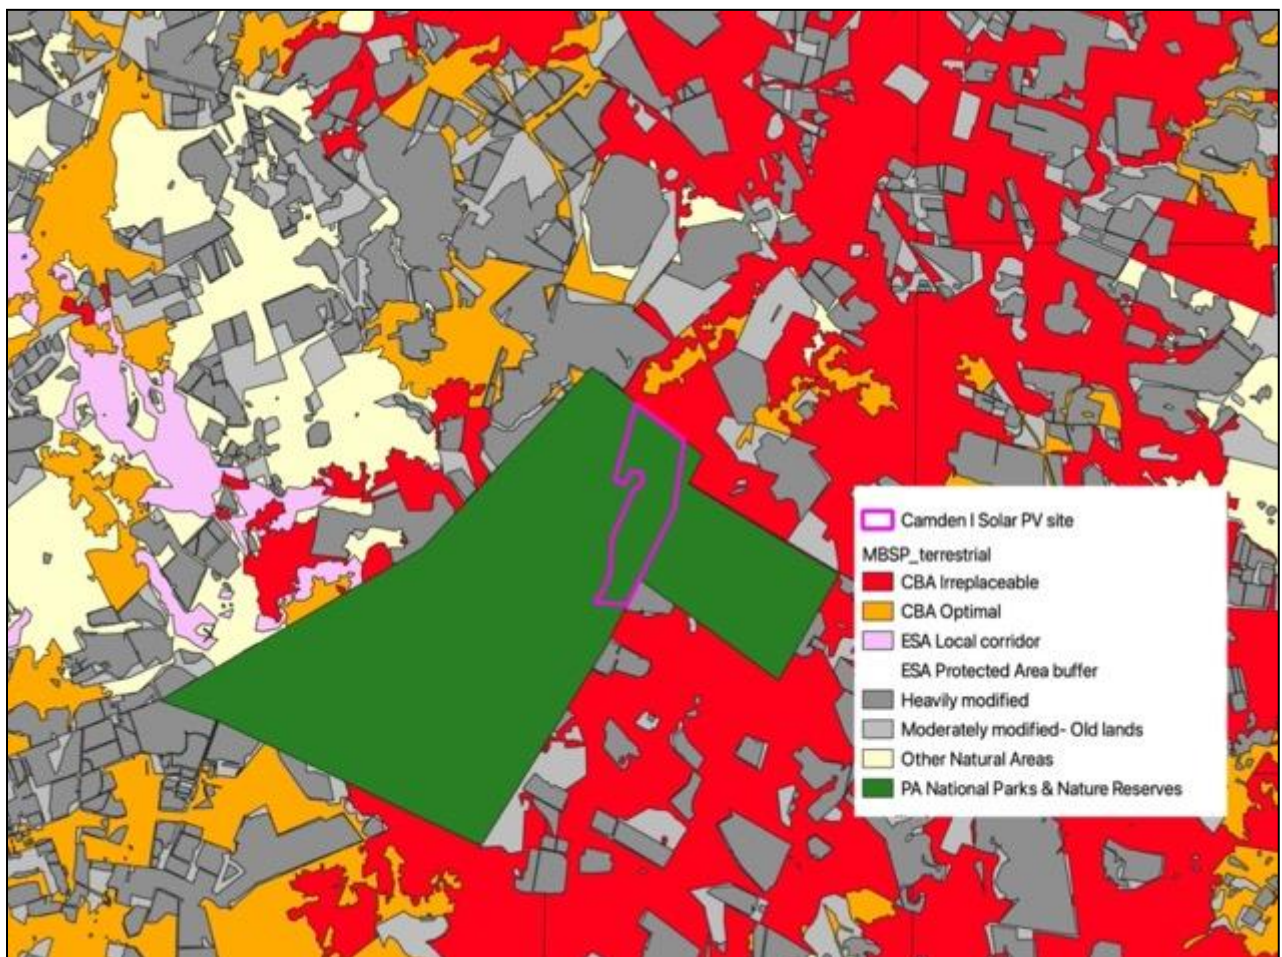 Camden I Solar PV site
MBSP_terrestrial
CBA Irreplaceable
CBA Optimal
ESA Local corridor
ESA Protected Area buffer
Heavily modified
Moderately modified- Old lands
Other Natural Areas
PA National Parks & Nature Reserves